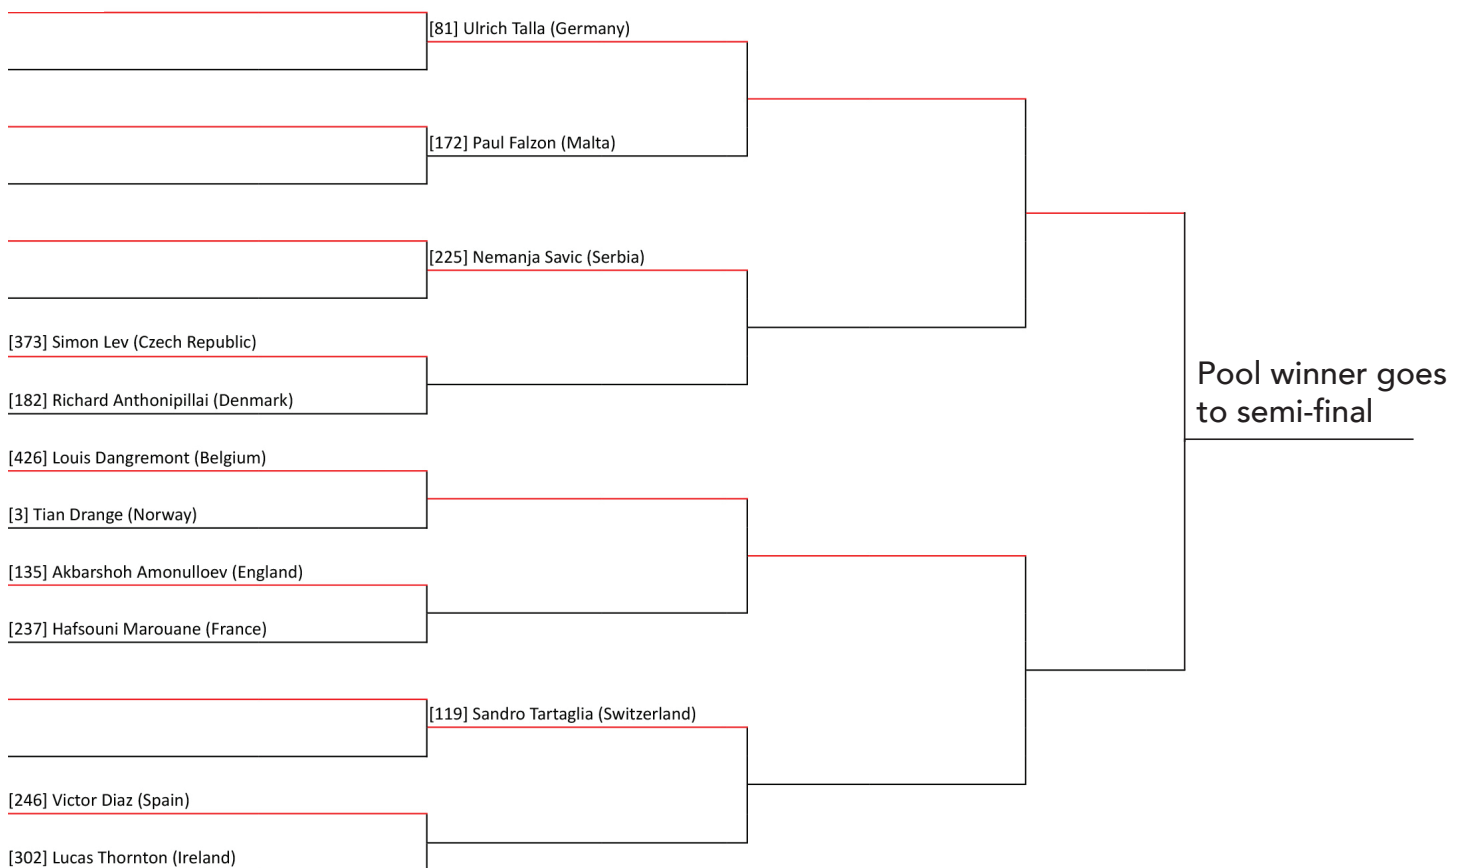 [81] Ulrich Talla (Germany)
[172] Paul Falzon (Malta)
[225] Nemanja Savic (Serbia)
[373] Simon Lev (Czech Republic)
[182] Richard Anthonipillai (Denmark)
[426] Louis Dangremont (Belgium)
[3] Tian Drange (Norway)
[135] Akbarshoh Amonulloev (England)
[237] Hafsouni Marouane (France)
[119] Sandro Tartaglia (Switzerland)
[246] Victor Diaz (Spain)
[302] Lucas Thornton (Ireland)
Pool winner goes
to semi-final